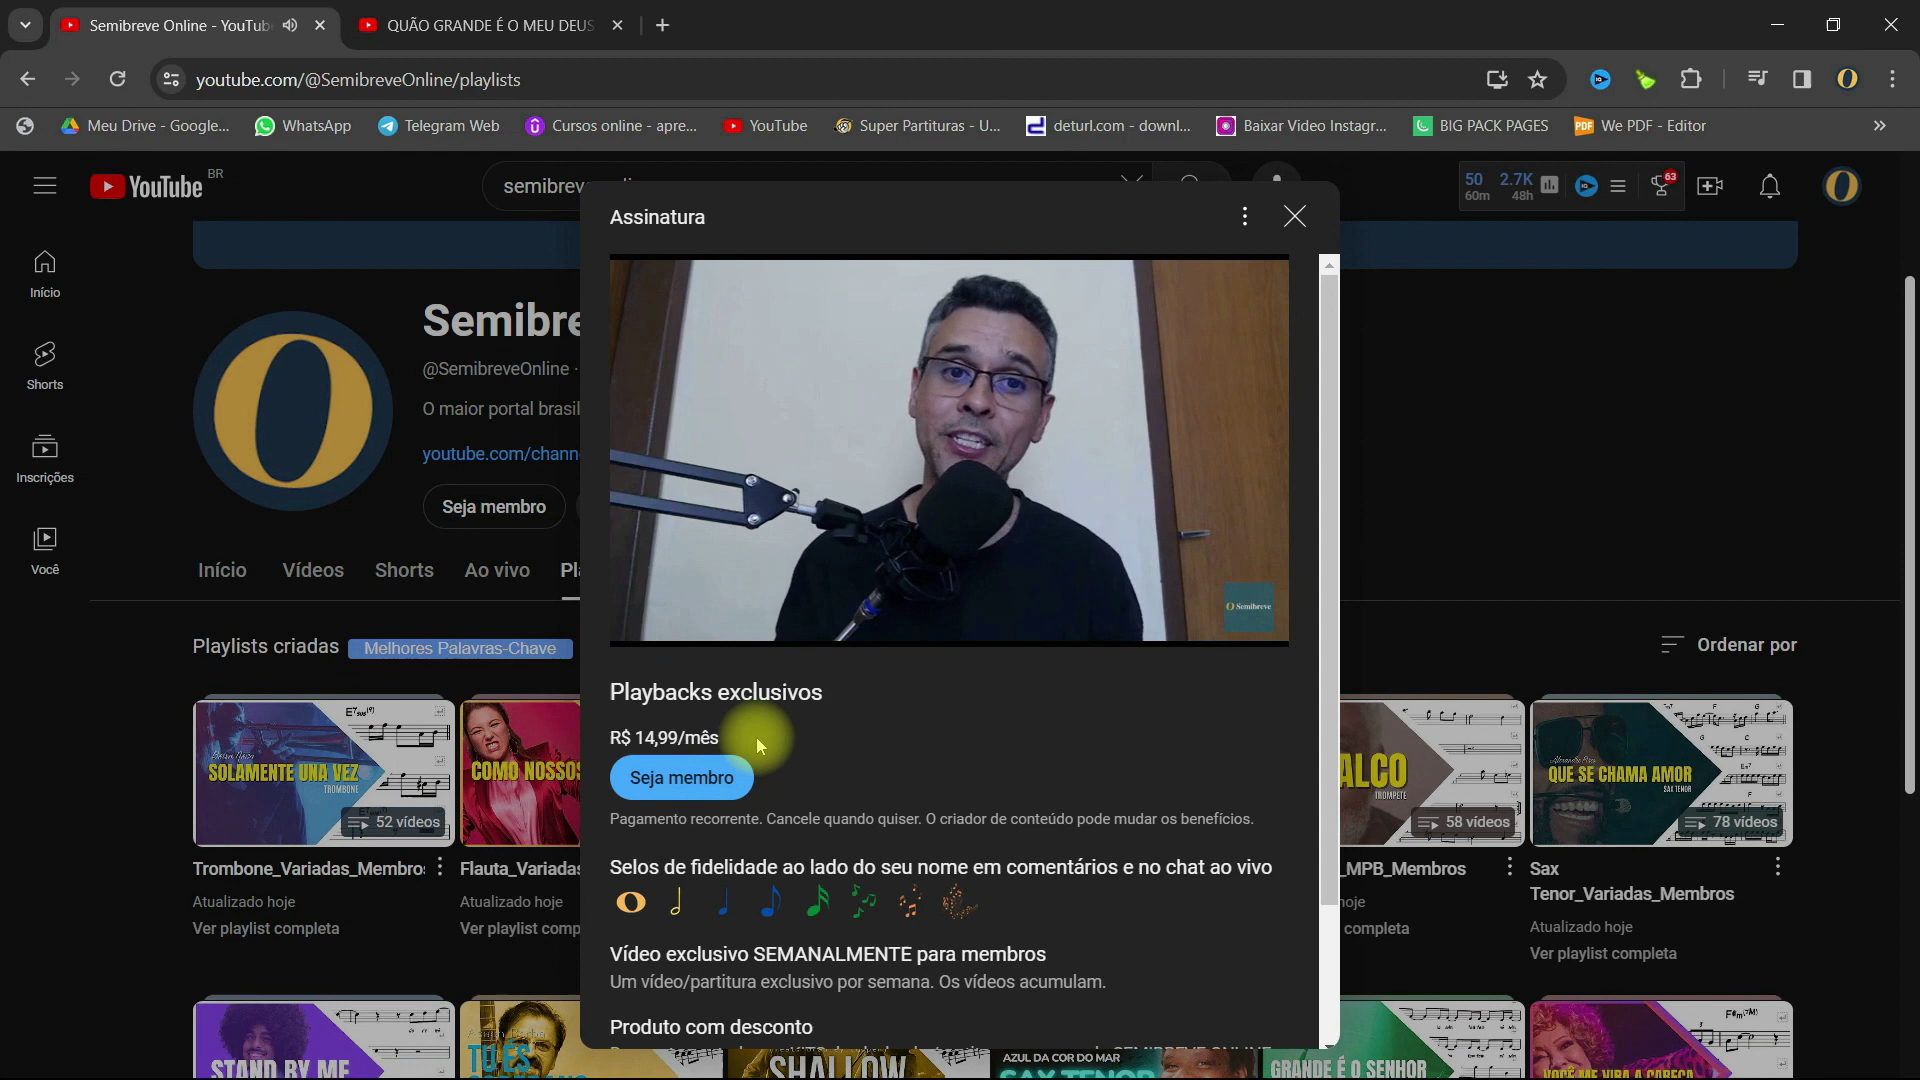 Semibreve Online - YouTub
QUÃO GRANDE É O MEU DEUS
youtube.com/@SemibreveOnline/playlists
Meu Drive - Google...
WhatsApp
Telegram Web
Cursos online - apre...
YouTube
Super Partituras - U...
deturl.com - downl...
Baixar Video Instagr...
BIG PACK PAGES
We PDF - Editor
YouTube BR
50 60m
2.7K 48h
63
Início
Shorts
Inscrições
Você
Semibre
@SemibreveOnline ·
O maior portal brasil
youtube.com/chann
Seja membro
Início
Vídeos
Shorts
Ao vivo
Playlists criadas
Melhores Palavras-Chave
Ordenar por
Assinatura
Semibreve
Playbacks exclusivos
R$ 14,99/mês
Seja membro
Pagamento recorrente. Cancele quando quiser. O criador de conteúdo pode mudar os benefícios.
Selos de fidelidade ao lado do seu nome em comentários e no chat ao vivo
Vídeo exclusivo SEMANALMENTE para membros
Um vídeo/partitura exclusivo por semana. Os vídeos acumulam.
Produto com desconto
SOLAMENTE UNA VEZ
TROMBONE
52 vídeos
Trombone_Variadas_Membro
Atualizado hoje
Ver playlist completa
COMO NOSSOS
Flauta_Variadas
Atualizado hoje
Ver playlist comp
ALCO
TROMPETE
58 vídeos
_MPB_Membros
hoje
completa
QUE SE CHAMA AMOR
SAX TENOR
78 vídeos
Sax
Tenor_Variadas_Membros
Atualizado hoje
Ver playlist completa
STAND BY ME
TU ÉS
SHALLOW
AZUL DA COR DO MAR
SAX TENOR
GRANDE É O SENHOR
VOCÊ ME VIRA A CABEÇA